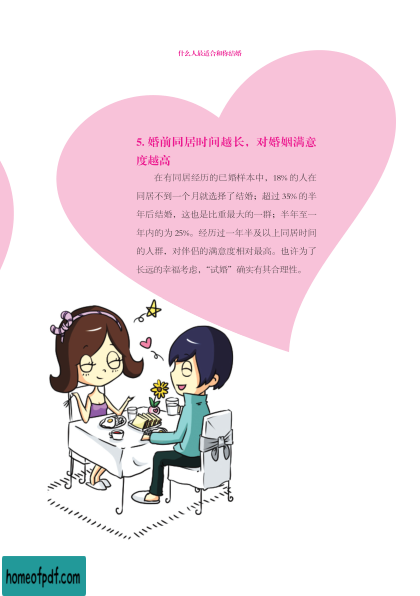 什么人最适合和你结婚
5. 婚前同居时间越长，对婚姻满意
度越高
在有同居经历的已婚样本中，18% 的人在
同居不到一个月就选择了结婚；超过 35% 的半
年后结婚，这也是比重最大的一群；半年至一
年内的为 25%。经历过一年半及以上同居时间
的人群，对伴侣的满意度相对最高。也许为了
长远的幸福考虑，“试婚” 确实有其合理性。
homeofpdf.com